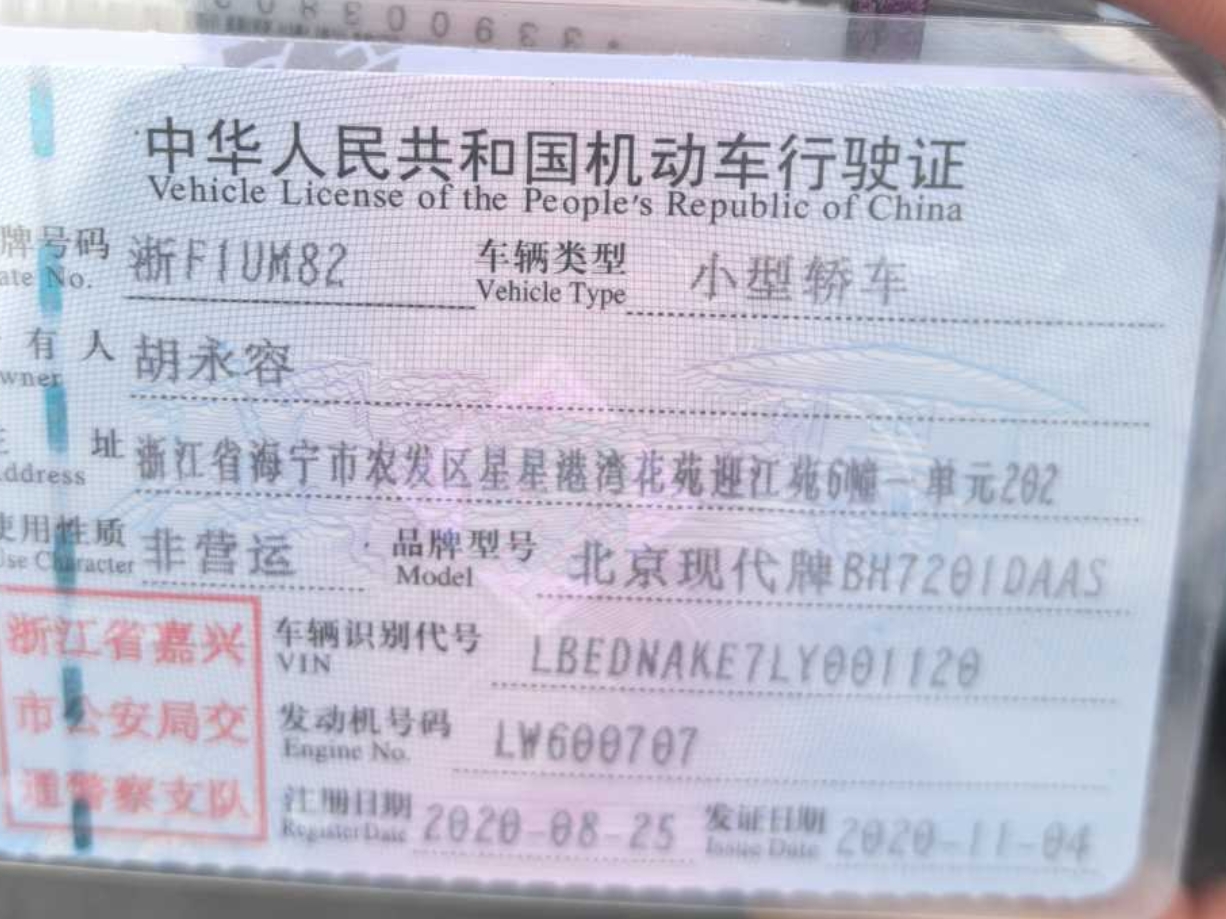 中华人民共和国机动车行驶证
Vehicle License of the People's Republic of China
牌号码 浙F1UM82 车辆类型 小型轿车
ate No. Vehicle Type
有人 胡永容
wner
址 浙江省海宁市农发区星星港湾花苑迎江苑6幢一单元202
ddress
使用性质 非营运 品牌型号 北京现代牌BH7201DAAS
Use Character Model
浙江省嘉兴
市公安局交
通警察支队
车辆识别代号 LBEDNAKE7LY001120
VIN
发动机号码 LW600707
Engine No.
注册日期 2020-08-25 发证日期 2020-11-04
Register Date Issue Date